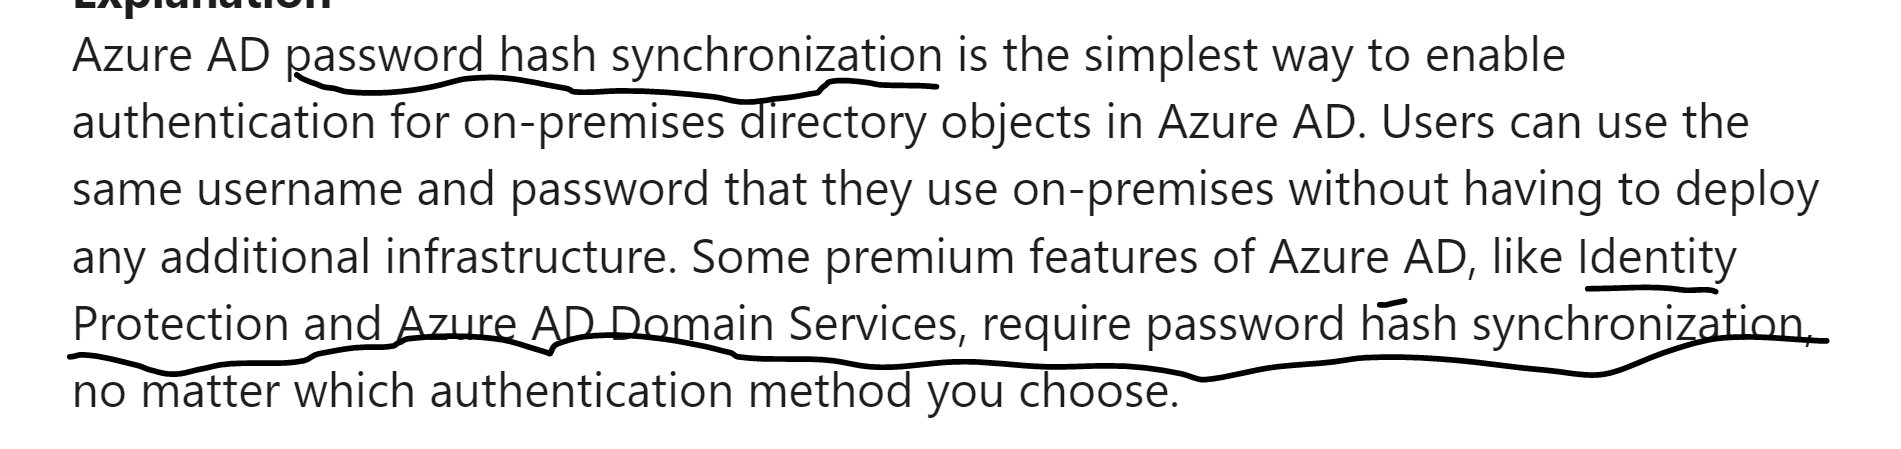 Explanation
Azure AD password hash synchronization is the simplest way to enable
authentication for on-premises directory objects in Azure AD. Users can use the
same username and password that they use on-premises without having to deploy
any additional infrastructure. Some premium features of Azure AD, like Identity
Protection and Azure AD Domain Services, require password hash synchronization,
no matter which authentication method you choose.